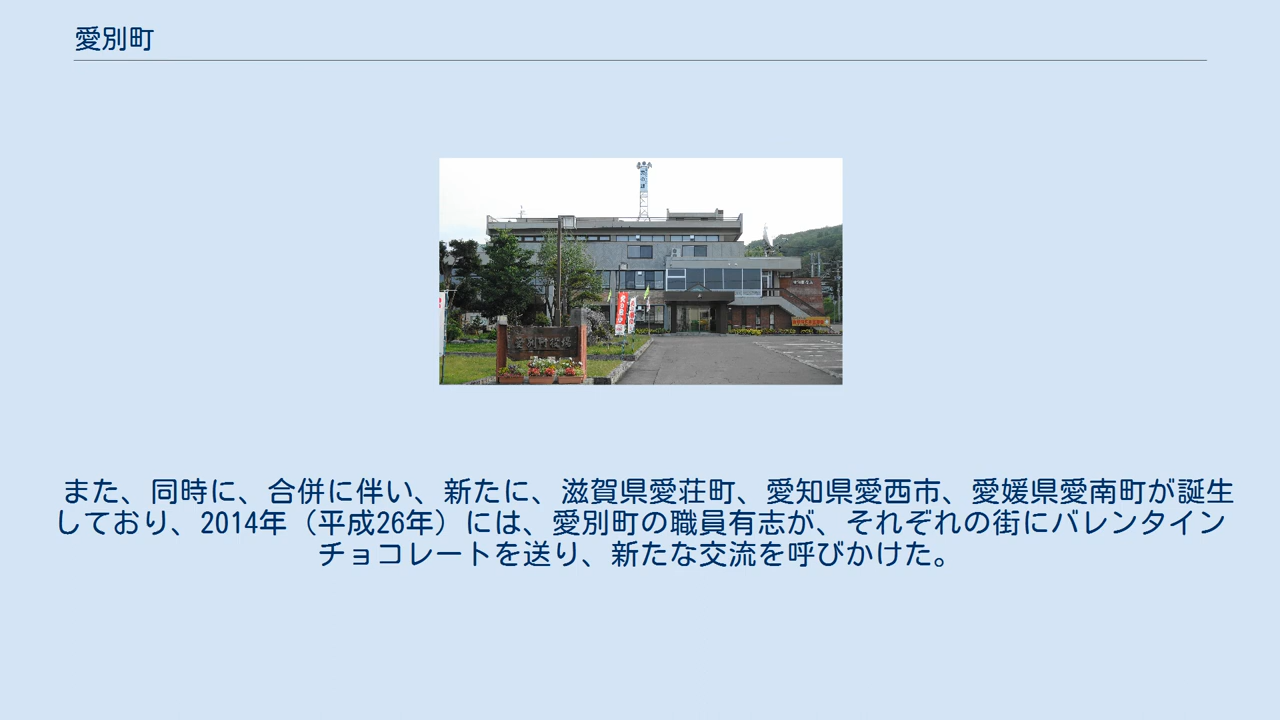 愛別町
愛別町役場
また、同時に、合併に伴い、新たに、滋賀県愛荘町、愛知県愛西市、愛媛県愛南町が誕生
しており、2014年（平成26年）には、愛別町の職員有志が、それぞれの街にバレンタイン
チョコレートを送り、新たな交流を呼びかけた。